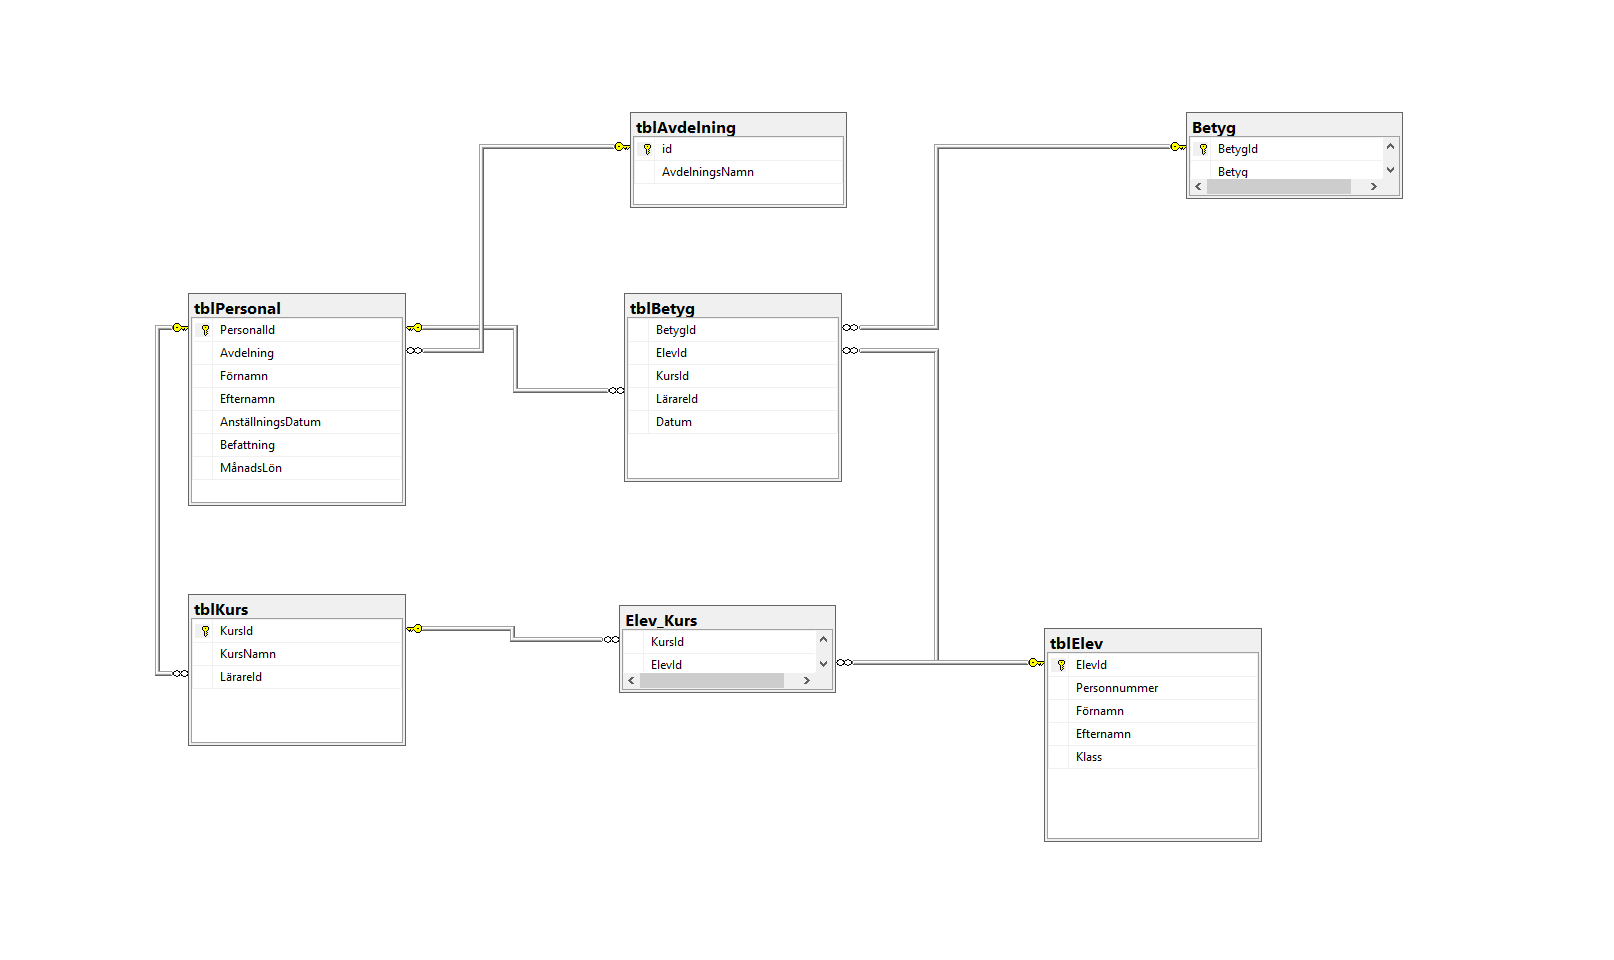 tblAvdelning
id
AvdelningsNamn
Betyg
BetygId
Betyg
tblPersonal
PersonalId
Avdelning
Förnamn
Efternamn
AnställningsDatum
Befattning
MånadsLön
tblBetyg
BetygId
ElevId
KursId
LärareId
Datum
tblKurs
KursId
KursNamn
LärareId
Elev_Kurs
KursId
ElevId
tblElev
ElevId
Personnummer
Förnamn
Efternamn
Klass